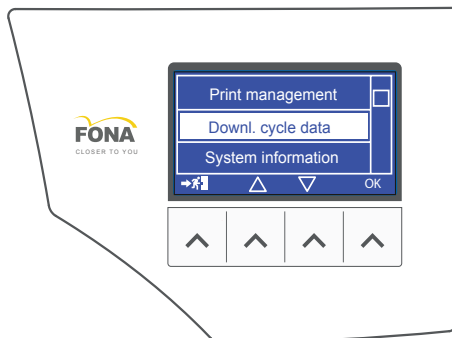 Print management
FONA
Downl. cycle data
CLOSER TO YOU
System information
OK